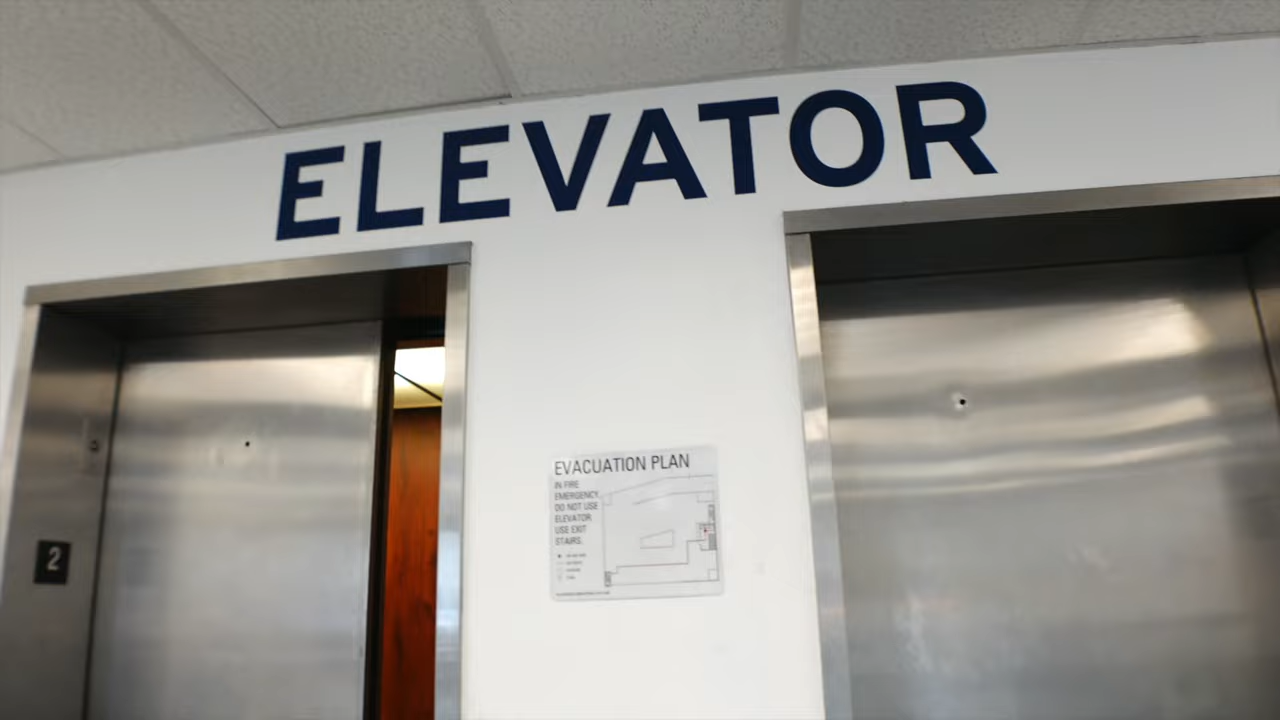 ELEVATOR
EVACUATION PLAN
IN FIRE
EMERGENCY,
DO NOT USE
ELEVATOR
USE EXIT
STAIRS.
2